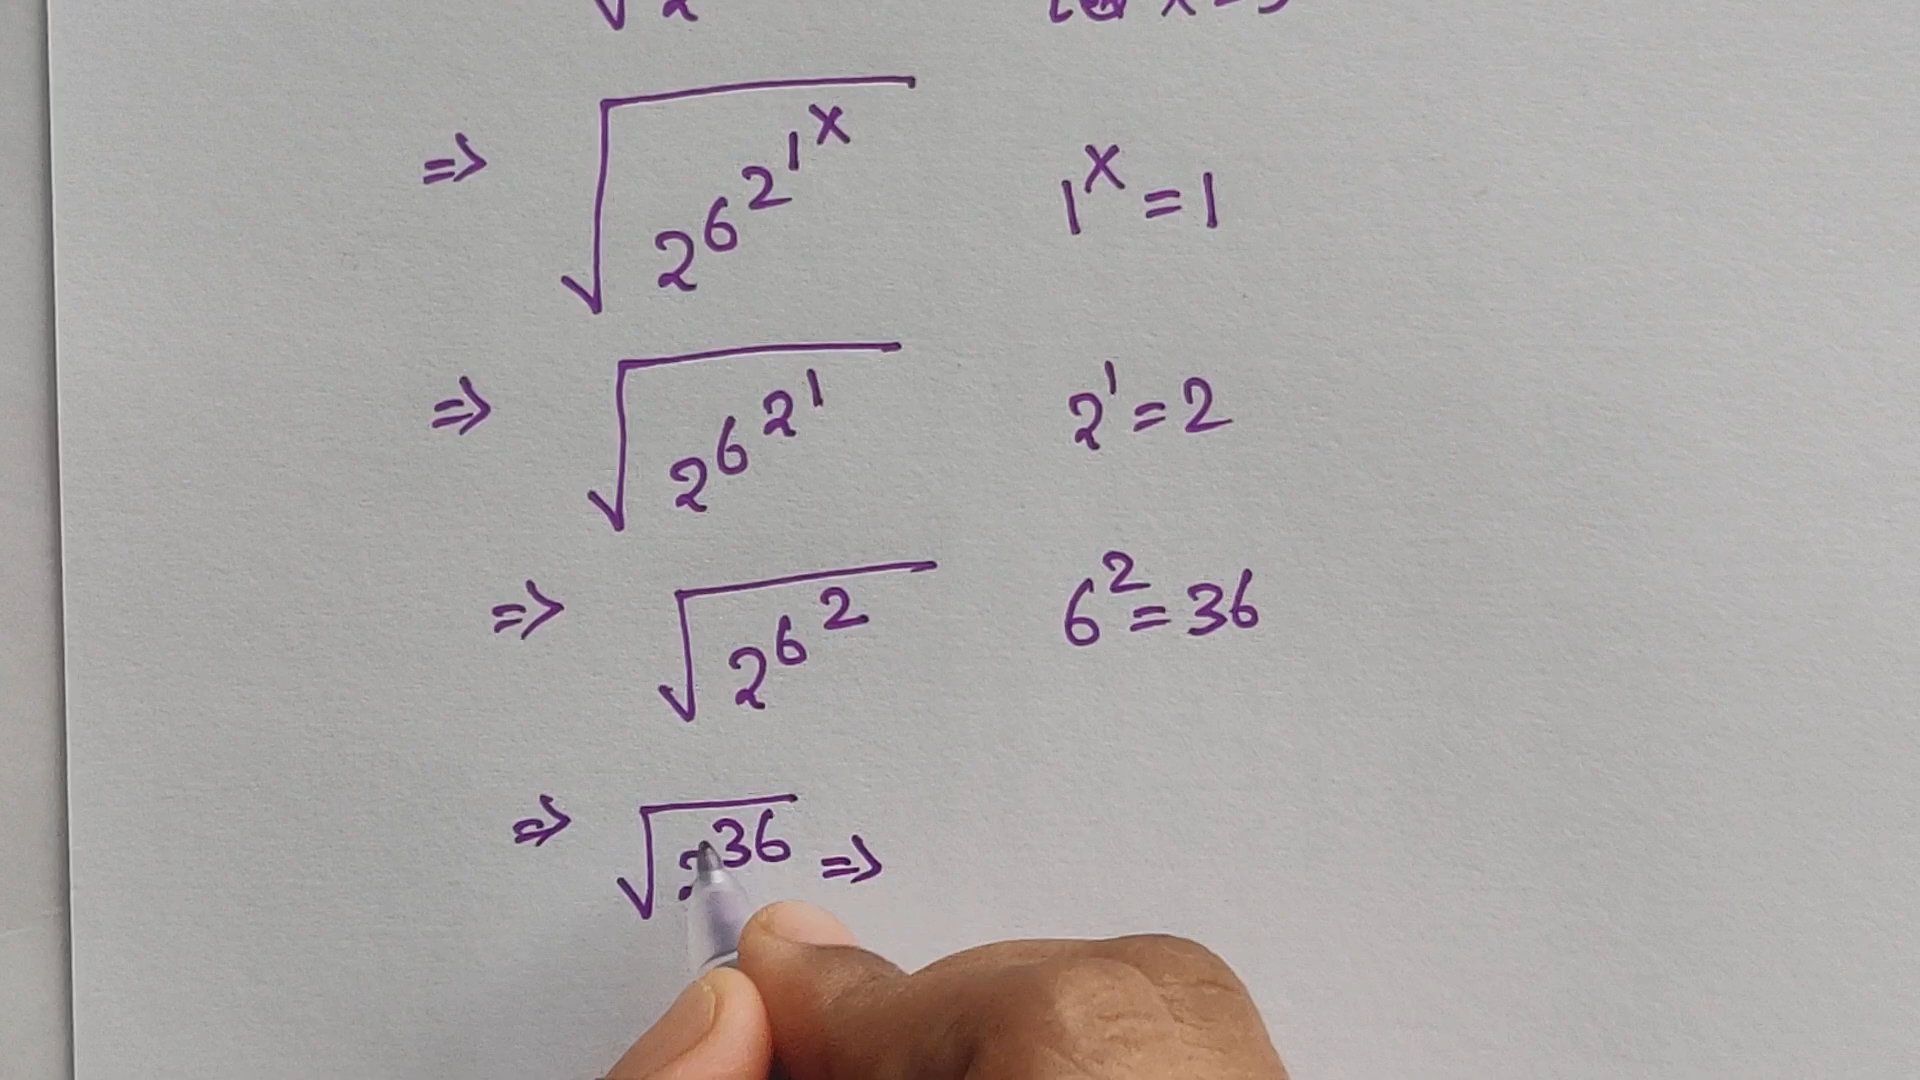 ⇒ √2^6^2^1^x 1^x = 1
⇒ √2^6^2^1 2^1 = 2
⇒ √2^6^2 6^2 = 36
⇒ √2^36 ⇒